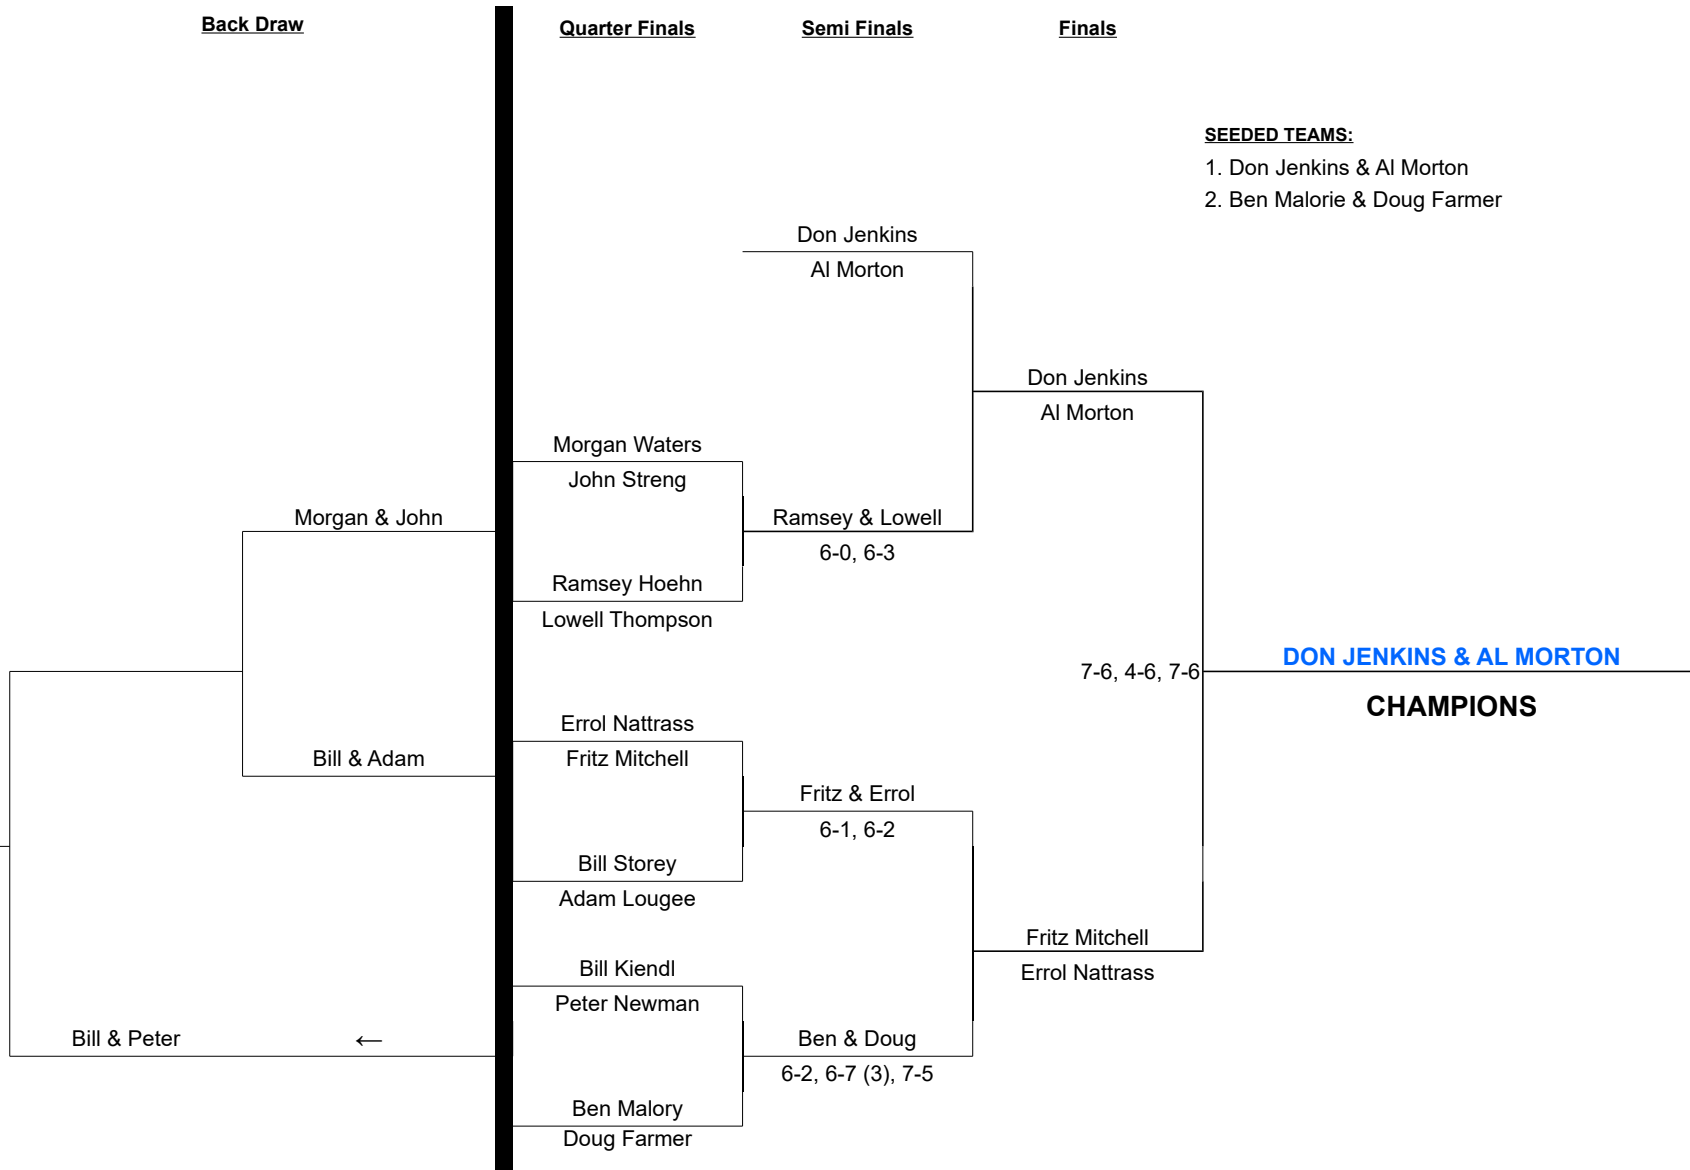 Back Draw
Quarter Finals
Semi Finals
Finals
SEEDED TEAMS:
1. Don Jenkins & Al Morton
2. Ben Malorie & Doug Farmer
Don Jenkins
Al Morton
Don Jenkins
Al Morton
Morgan Waters
John Streng
Morgan & John
Ramsey & Lowell
6-0, 6-3
Ramsey Hoehn
Lowell Thompson
7-6, 4-6, 7-6
DON JENKINS & AL MORTON
CHAMPIONS
Errol Nattrass
Fritz Mitchell
Bill & Adam
Fritz & Errol
6-1, 6-2
Bill Storey
Adam Lougee
Fritz Mitchell
Errol Nattrass
Bill Kiendl
Peter Newman
Bill & Peter ←
Ben & Doug
6-2, 6-7 (3), 7-5
Ben Malory
Doug Farmer